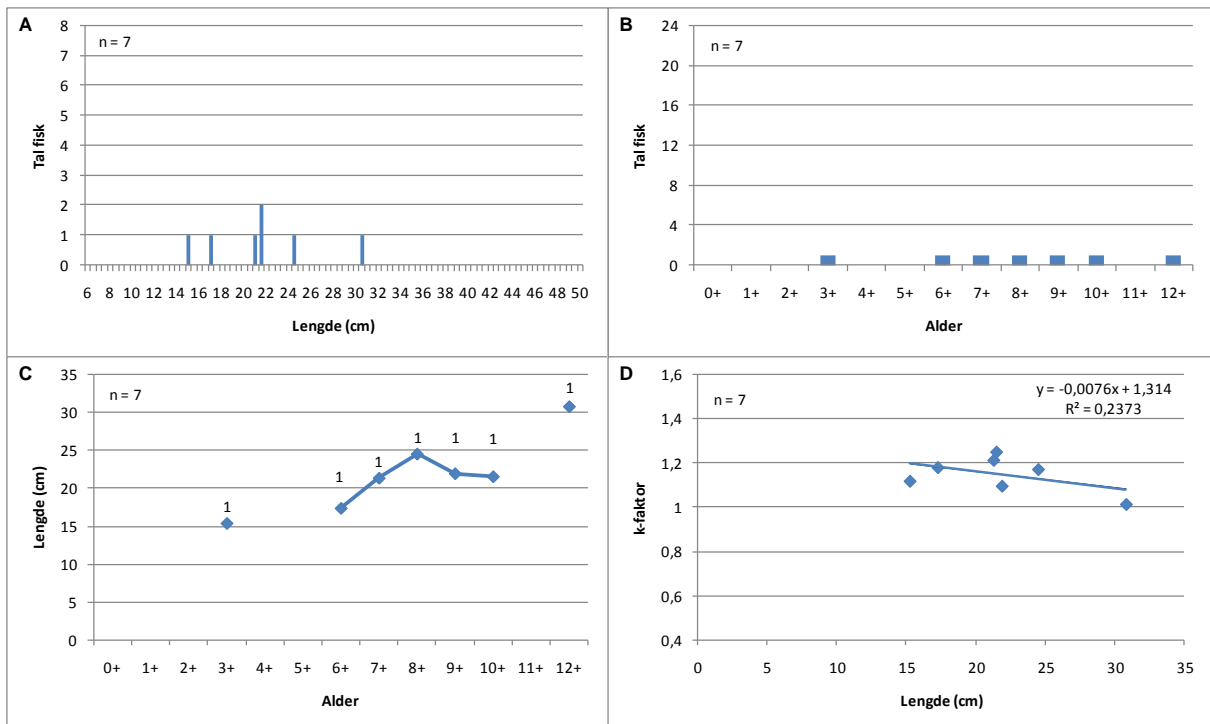 A
n = 7
Tal fisk
8
7
6
5
4
3
2
1
0
6 8 10 12 14 16 18 20 22 24 26 28 30 32 34 36 38 40 42 44 46 48 50
Lengde (cm)
B
n = 7
Tal fisk
24
20
16
12
8
4
0
0+ 1+ 2+ 3+ 4+ 5+ 6+ 7+ 8+ 9+ 10+ 11+ 12+
Alder
C
n = 7
Lengde (cm)
35
30
25
20
15
10
5
0
1
1
1
1
1
1
1
0+ 1+ 2+ 3+ 4+ 5+ 6+ 7+ 8+ 9+ 10+ 11+ 12+
Alder
D
n = 7
y = -0,0076x + 1,314
R² = 0,2373
k-faktor
1,6
1,4
1,2
1
0,8
0,6
0,4
0 5 10 15 20 25 30 35
Lengde (cm)